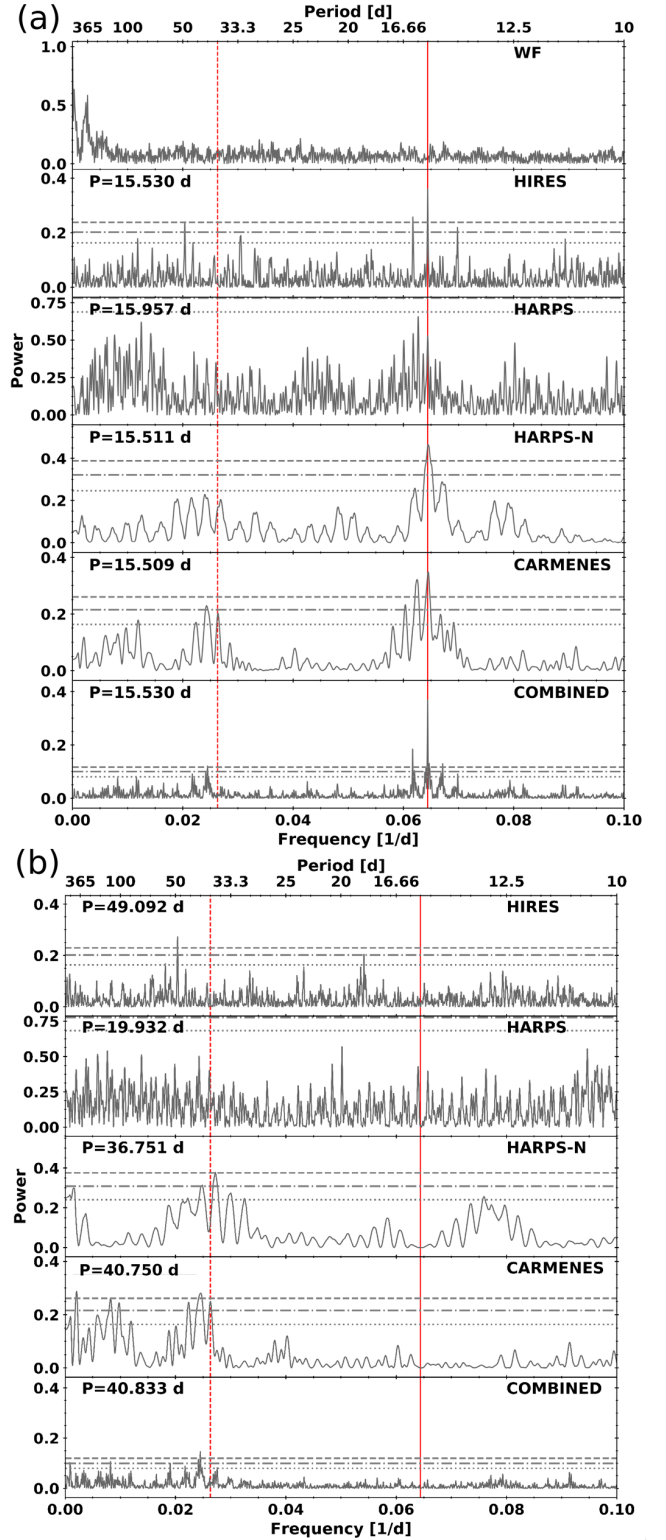 (a)
Period [d]
365 100 50 33.3 25 20 16.66 12.5 10
1.0
WF
0.5
0.0
0.4
P=15.530 d
HIRES
0.2
0.0
0.75
P=15.957 d
HARPS
0.50
0.25
0.00
Power
P=15.511 d
HARPS-N
0.4
0.2
0.0
0.4
P=15.509 d
CARMENES
0.2
0.0
0.4
P=15.530 d
COMBINED
0.2
0.0
0.00 0.02 0.04 0.06 0.08 0.10
Frequency [1/d]
(b)
Period [d]
365 100 50 33.3 25 20 16.66 12.5 10
0.4
P=49.092 d
HIRES
0.2
0.0
0.75
P=19.932 d
HARPS
0.50
0.25
0.00
Power
P=36.751 d
HARPS-N
0.4
0.2
0.0
0.4
P=40.750 d
CARMENES
0.2
0.0
0.4
P=40.833 d
COMBINED
0.2
0.0
0.00 0.02 0.04 0.06 0.08 0.10
Frequency [1/d]